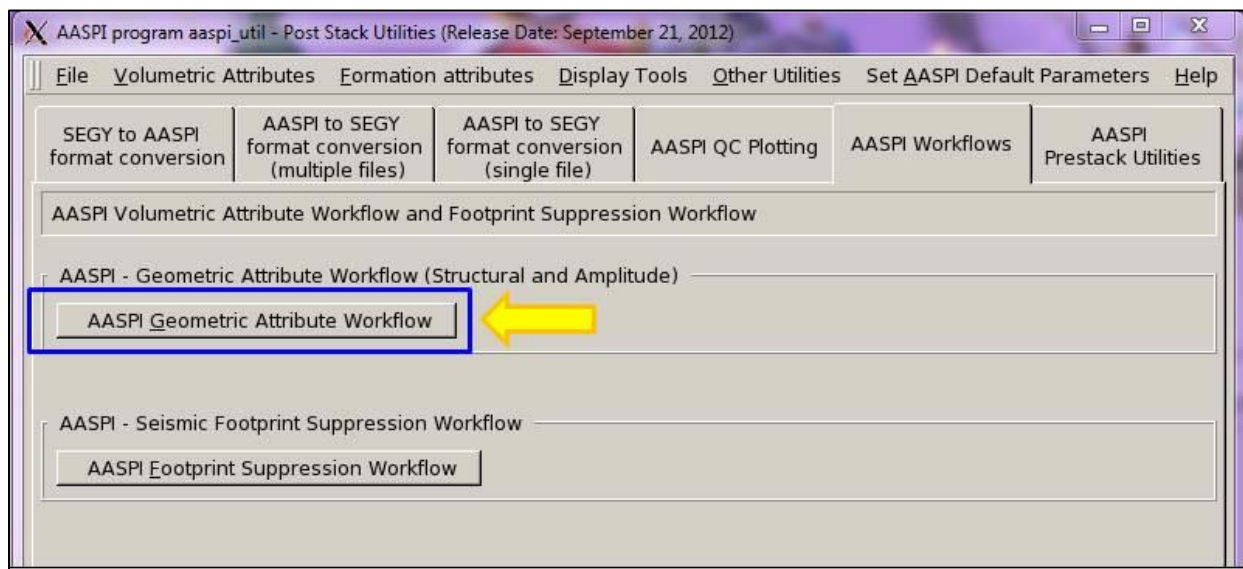 AASPI program aaspi_util - Post Stack Utilities (Release Date: September 21, 2012)
File Volumetric Attributes Formation attributes Display Tools Other Utilities Set AASPI Default Parameters Help
SEGY to AASPI
format conversion
AASPI to SEGY
format conversion
(multiple files)
AASPI to SEGY
format conversion
(single file)
AASPI QC Plotting
AASPI Workflows
AASPI
Prestack Utilities
AASPI Volumetric Attribute Workflow and Footprint Suppression Workflow
AASPI - Geometric Attribute Workflow (Structural and Amplitude)
AASPI Geometric Attribute Workflow
AASPI - Seismic Footprint Suppression Workflow
AASPI Footprint Suppression Workflow